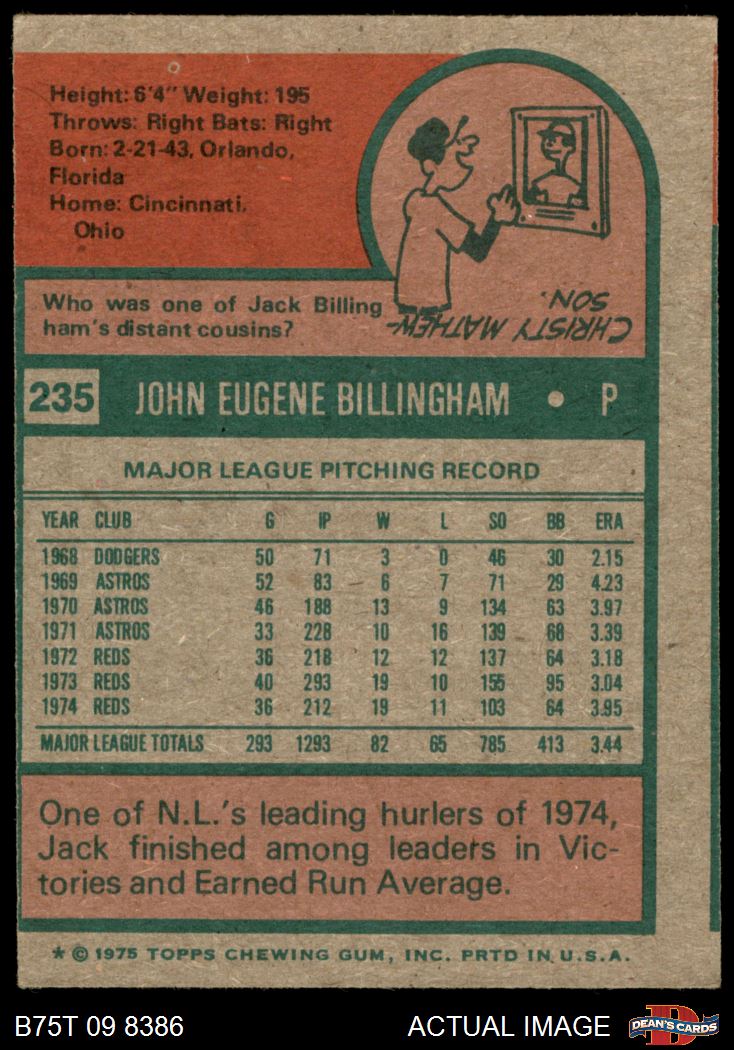 Height: 6'4" Weight: 195
Throws: Right Bats: Right
Born: 2-21-43, Orlando,
Florida
Home: Cincinnati,
Ohio
Who was one of Jack Billing
ham's distant cousins?
CHRISTY MATHEW-
SON.
235 JOHN EUGENE BILLINGHAM • P
MAJOR LEAGUE PITCHING RECORD
YEAR CLUB G IP W L SO BB ERA
1968 DODGERS 50 71 3 0 46 30 2.15
1969 ASTROS 52 83 6 7 71 29 4.23
1970 ASTROS 46 188 13 9 134 63 3.97
1971 ASTROS 33 228 10 16 139 68 3.39
1972 REDS 36 218 12 12 137 64 3.18
1973 REDS 40 293 19 10 155 95 3.04
1974 REDS 36 212 19 11 103 64 3.95
MAJOR LEAGUE TOTALS 293 1293 82 65 785 413 3.44
One of N.L.'s leading hurlers of 1974,
Jack finished among leaders in Vic-
tories and Earned Run Average.
* © 1975 TOPPS CHEWING GUM, INC. PRTD IN U.S.A.
B75T 09 8386 ACTUAL IMAGE DEAN'S CARDS